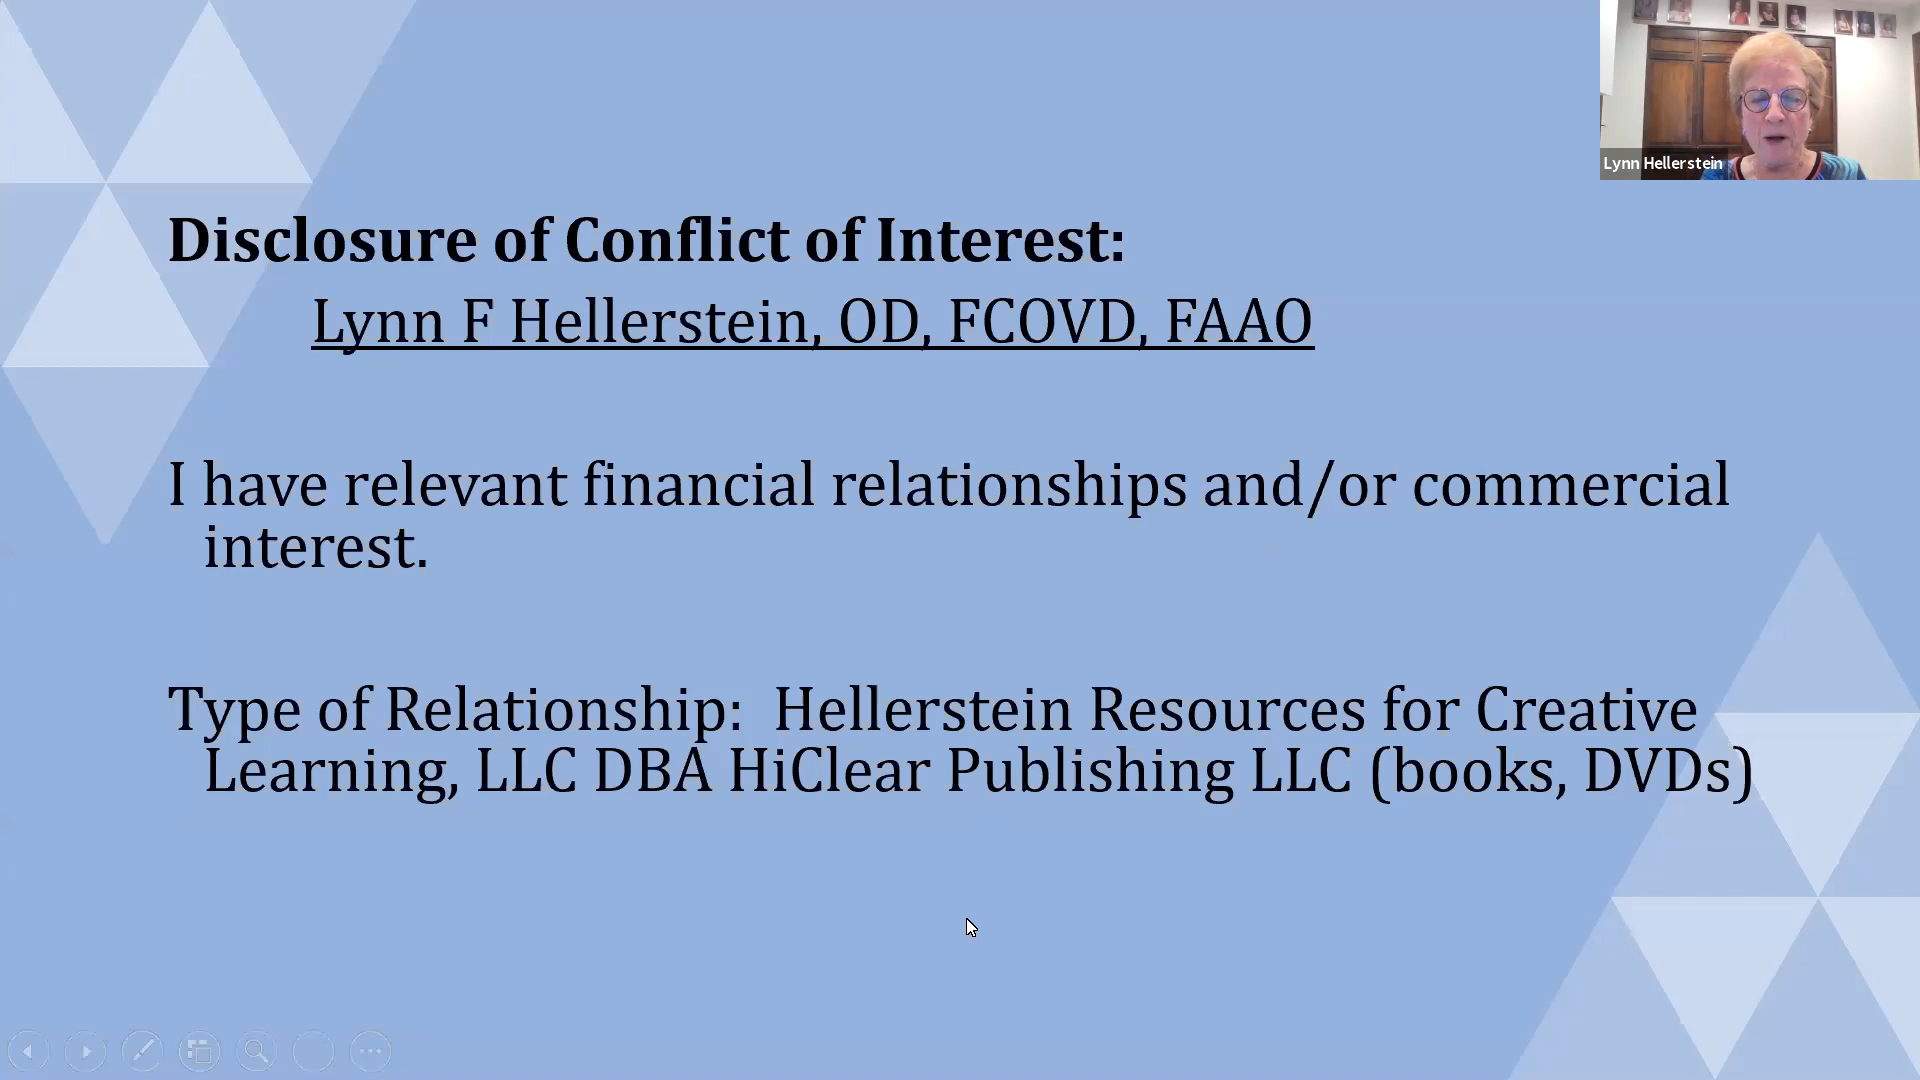 Lynn Hellerstein
Disclosure of Conflict of Interest:
Lynn F Hellerstein, OD, FCOVD, FAAO
I have relevant financial relationships and/or commercial
interest.
Type of Relationship:  Hellerstein Resources for Creative
Learning, LLC DBA HiClear Publishing LLC (books, DVDs)